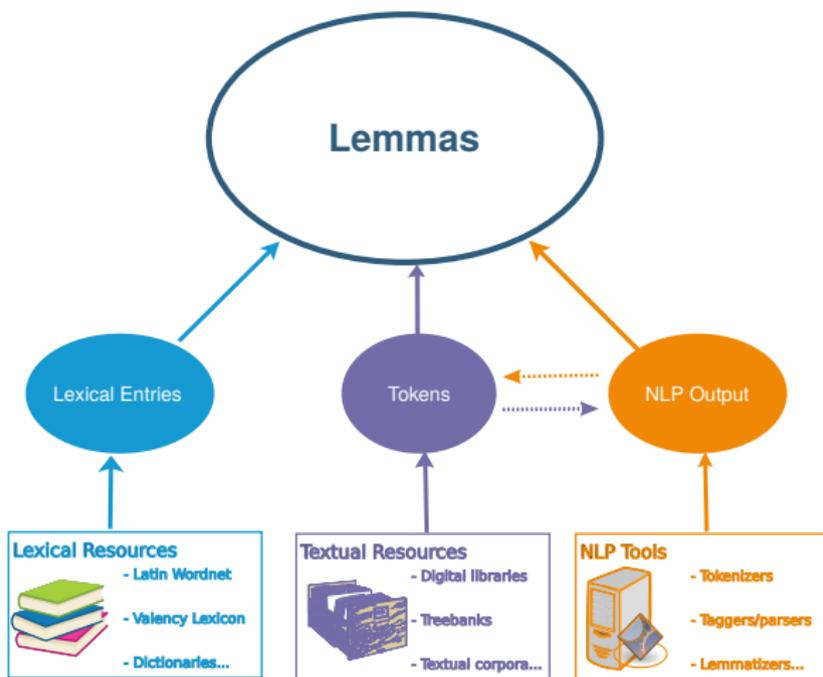 Lemmas
Lexical Entries
Tokens
NLP Output
Lexical Resources
- Latin Wordnet
- Valency Lexicon
- Dictionaries...
Textual Resources
- Digital libraries
- Treebanks
- Textual corpora...
NLP Tools
- Tokenizers
- Taggers/parsers
- Lemmatizers...